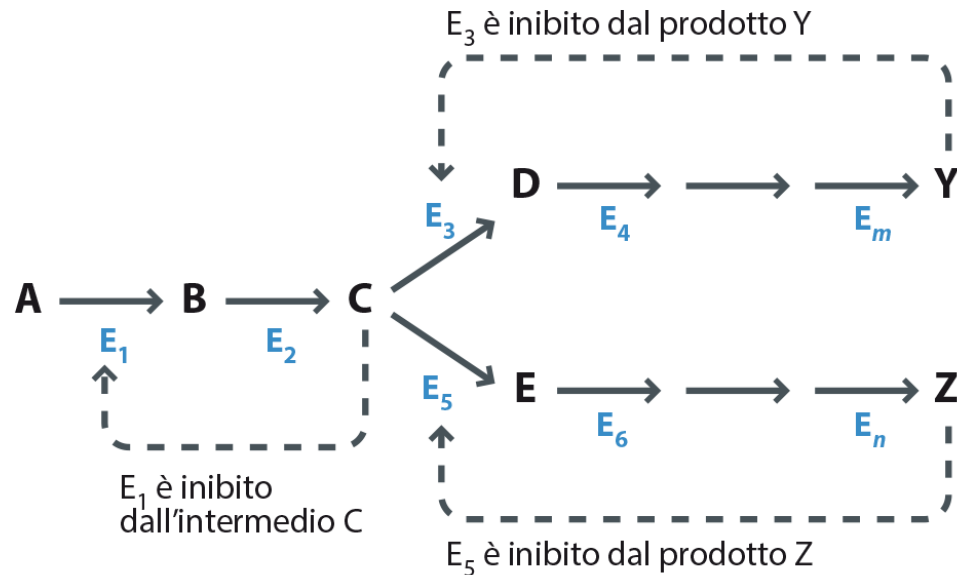 E₃ è inibito dal prodotto Y
D Y
E₃ E₄ Eₘ
A B C
E₁ E₂
E₅ E Z
E₆ Eₙ
E₁ è inibito
dall'intermedio C
E₅ è inibito dal prodotto Z